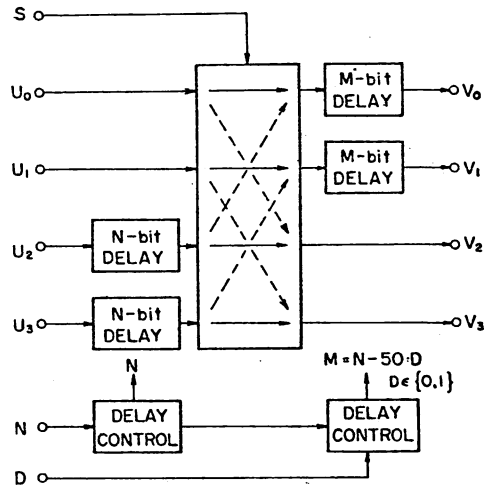 S
U₀
M-bit
DELAY
V₀
U₁
M-bit
DELAY
V₁
U₂
N-bit
DELAY
V₂
U₃
N-bit
DELAY
V₃
N
M = N-50·D
D ϵ {0,1}
N
DELAY
CONTROL
DELAY
CONTROL
D